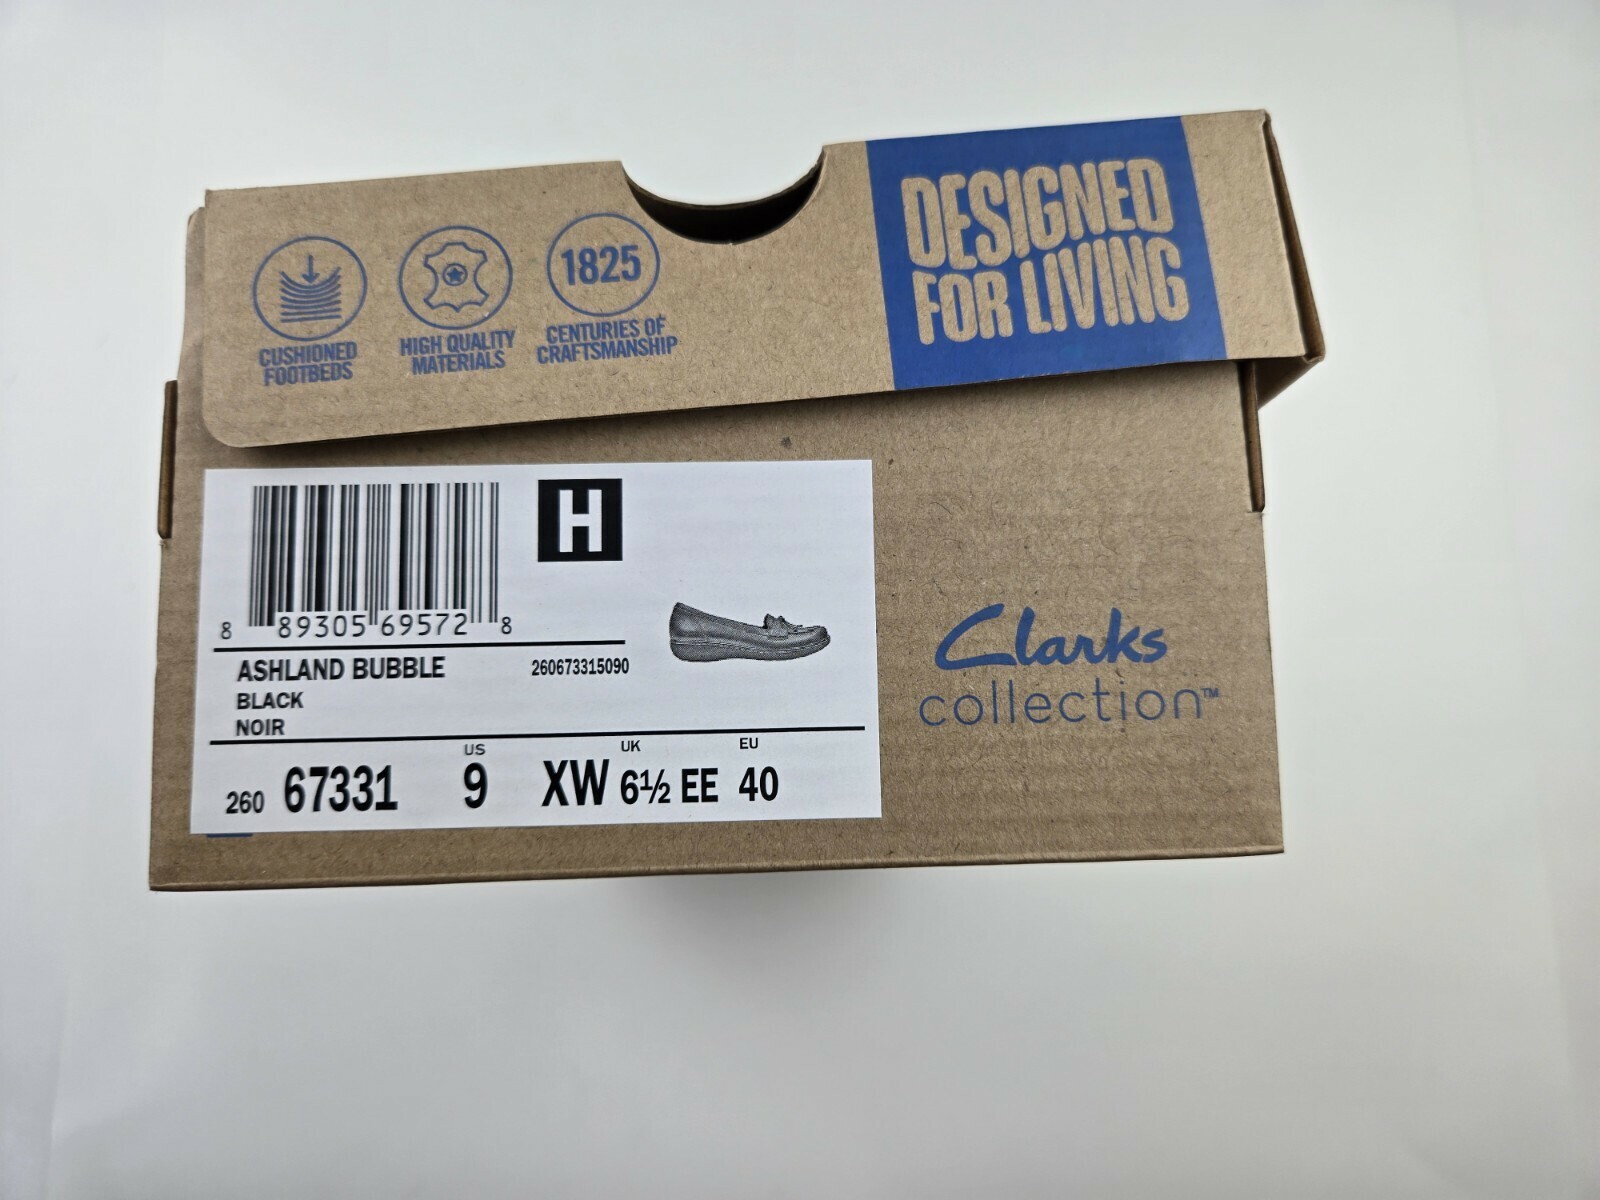 CUSHIONED
FOOTBEDS
HIGH QUALITY
MATERIALS
1825
CENTURIES OF
CRAFTSMANSHIP
DESIGNED
FOR LIVING
8 89305 69572 8
H
ASHLAND BUBBLE
260673315090
BLACK
NOIR
US
UK
EU
260 67331 9 XW 6½ EE 40
Clarks
collection™